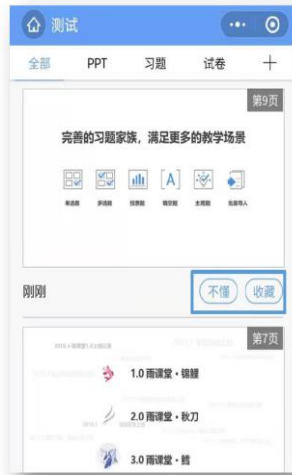 测试
全部 PPT 习题 试卷
第9页
完善的习题家族，满足更多的教学场景
[A]
单选题 多选题 投票题 填空题 主观题 批量导入
刚刚 不懂 收藏
第7页
1.0 雨课堂·锦鲤
2.0 雨课堂·秋刀
3.0 雨课堂·鳕